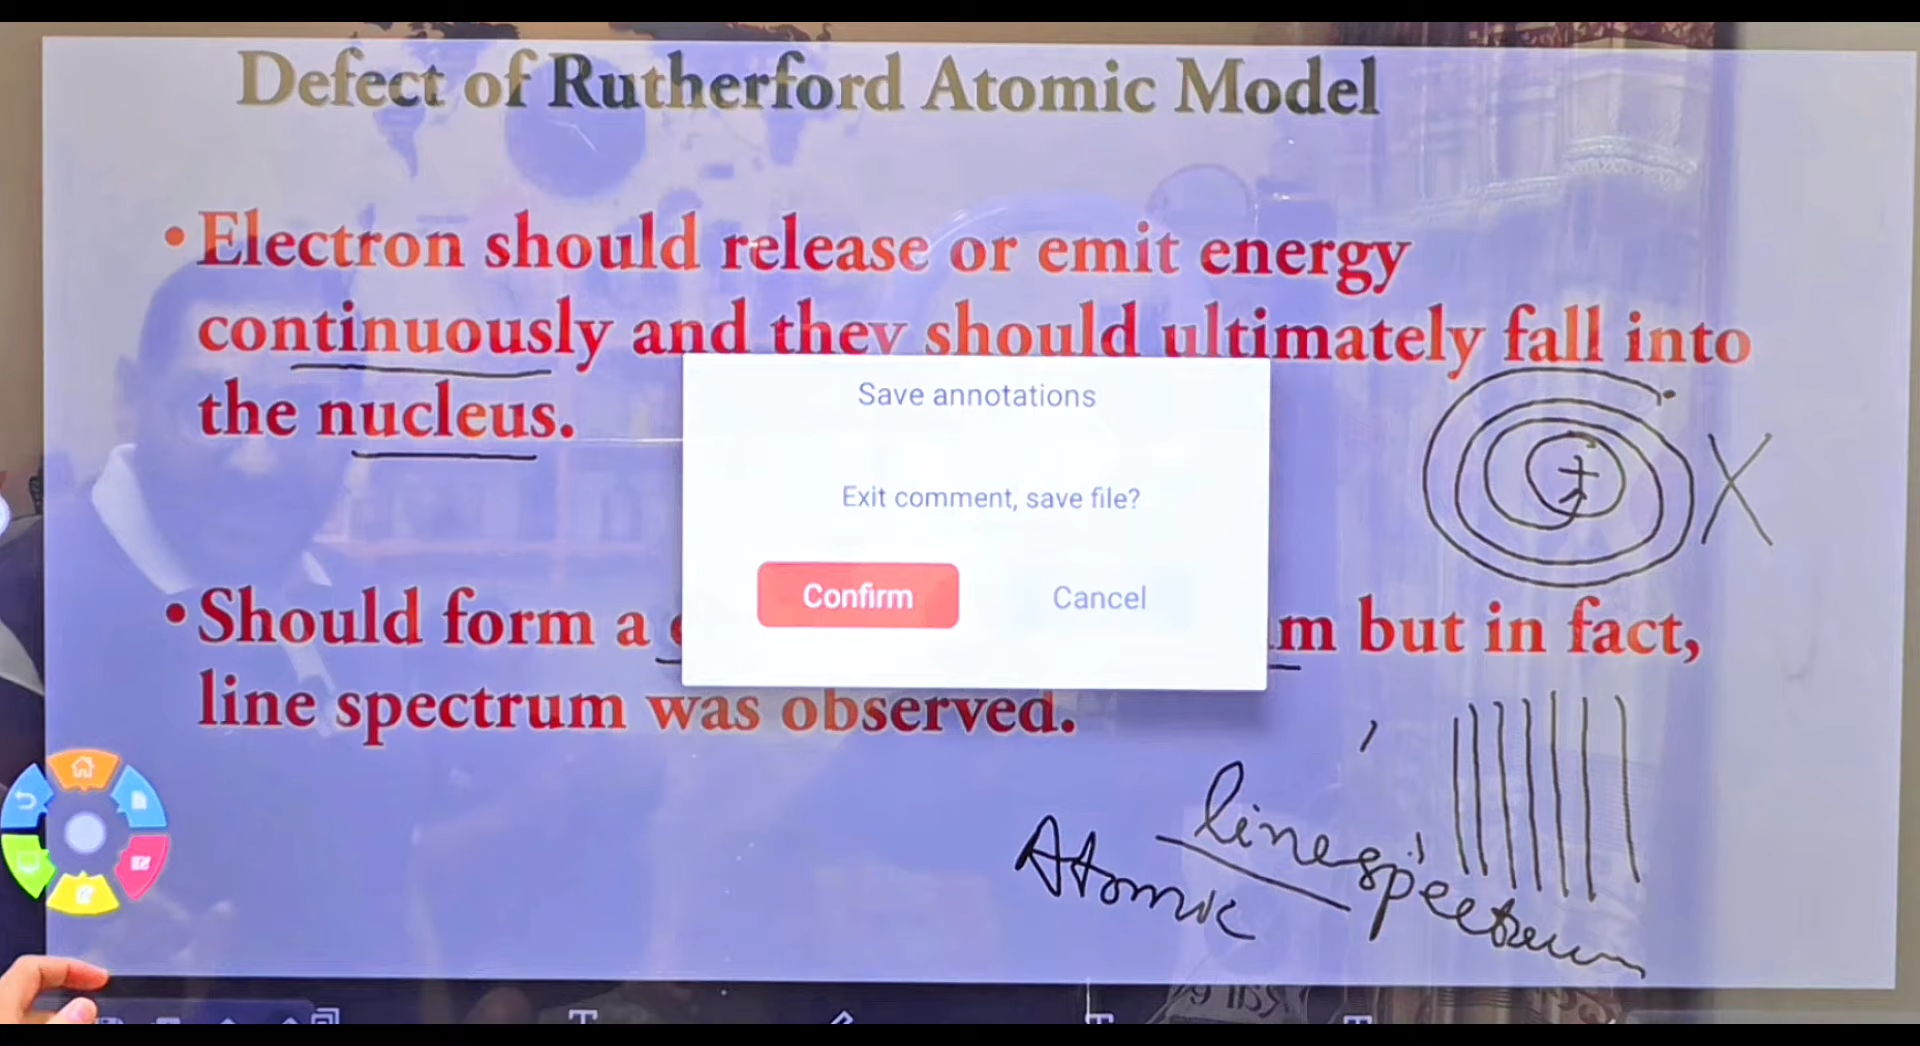 Defect of Rutherford Atomic Model
• Electron should release or emit energy
continuously and they should ultimately fall into
the nucleus.
Save annotations
Exit comment, save file?
Confirm
Cancel
• Should form a
m but in fact,
line spectrum was observed.
+
X
line spectrum
Atomic